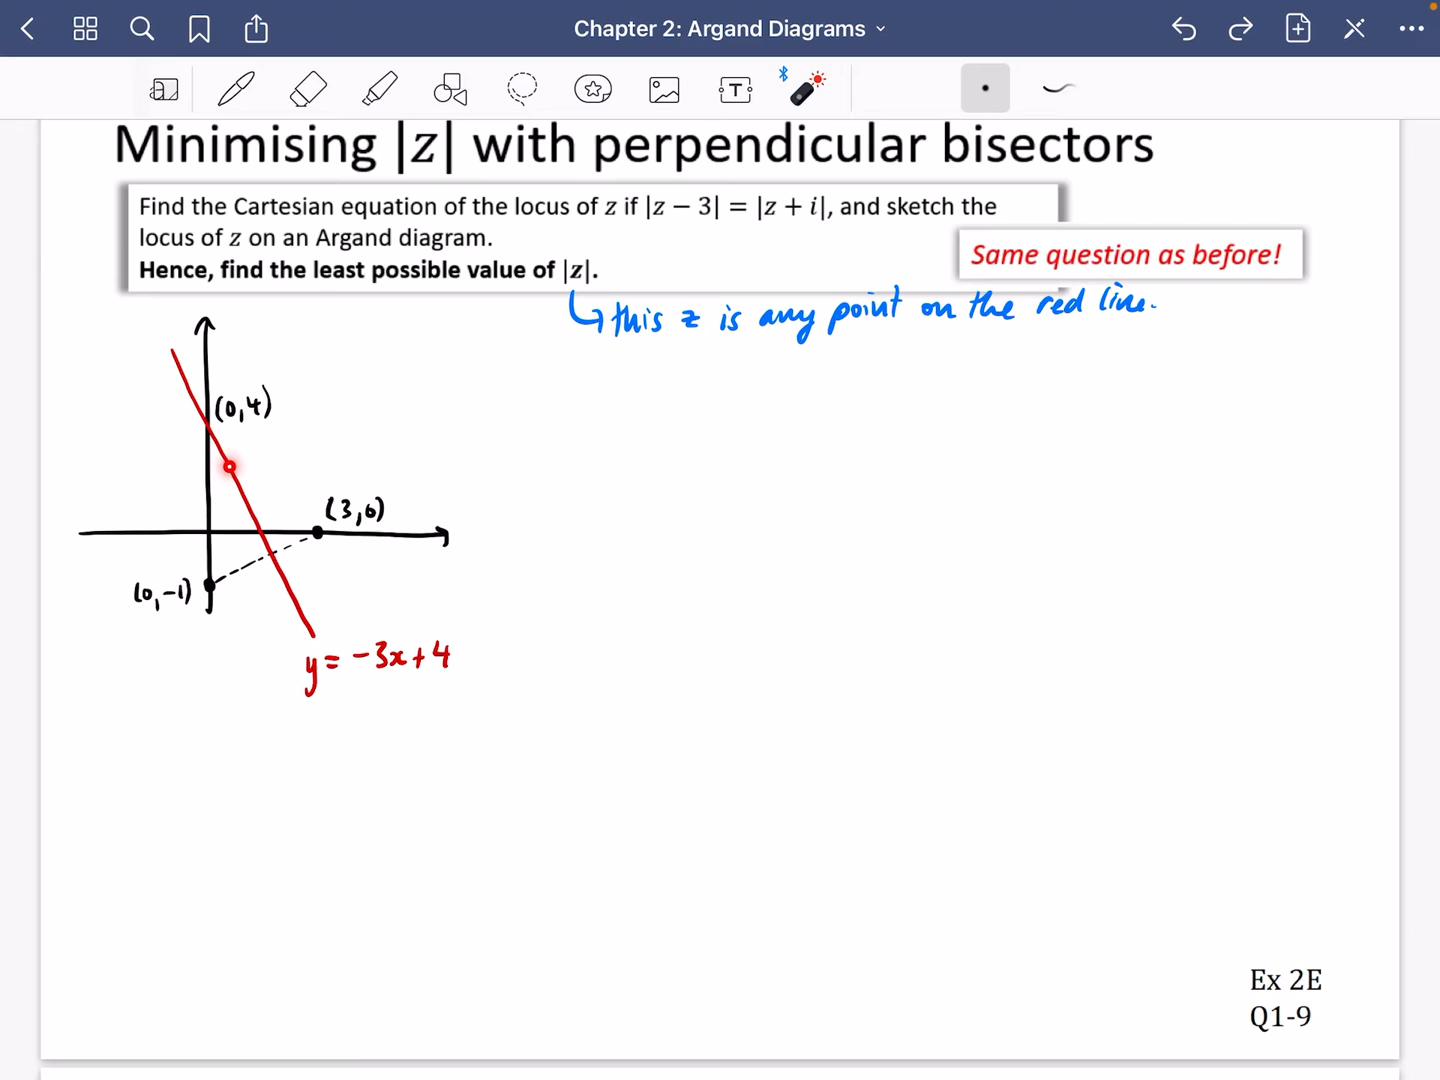 Chapter 2: Argand Diagrams
Minimising |z| with perpendicular bisectors
Find the Cartesian equation of the locus of z if |z − 3| = |z + i|, and sketch the
locus of z on an Argand diagram.
Hence, find the least possible value of |z|.
Same question as before!
↳ this z is any point on the red line.
(0,4)
(3,0)
(0,-1)
y = -3x+4
Ex 2E
Q1-9